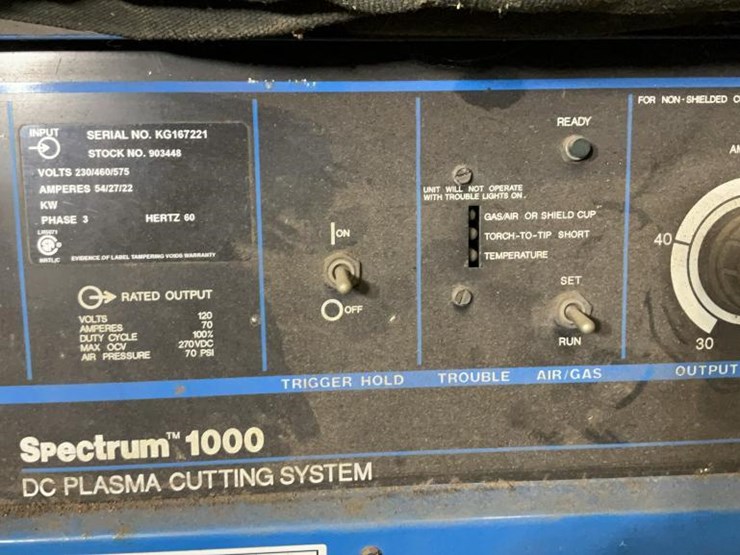 INPUT
SERIAL NO. KG167221
STOCK NO. 903448
VOLTS 230/460/575
AMPERES 54/27/22
KW
PHASE 3 HERTZ 60
LR5071
NRTL/C
EVIDENCE OF LABEL TAMPERING VOIDS WARRANTY
RATED OUTPUT
VOLTS 120
AMPERES 70
DUTY CYCLE 100%
MAX OCV 270VDC
AIR PRESSURE 70 PSI
ON
OFF
TRIGGER HOLD
UNIT WILL NOT OPERATE
WITH TROUBLE LIGHTS ON.
GAS/AIR OR SHIELD CUP
TORCH-TO-TIP SHORT
TEMPERATURE
TROUBLE
READY
SET
RUN
AIR/GAS
FOR NON-SHIELDED C
AM
40
30
OUTPUT
Spectrum™ 1000
DC PLASMA CUTTING SYSTEM